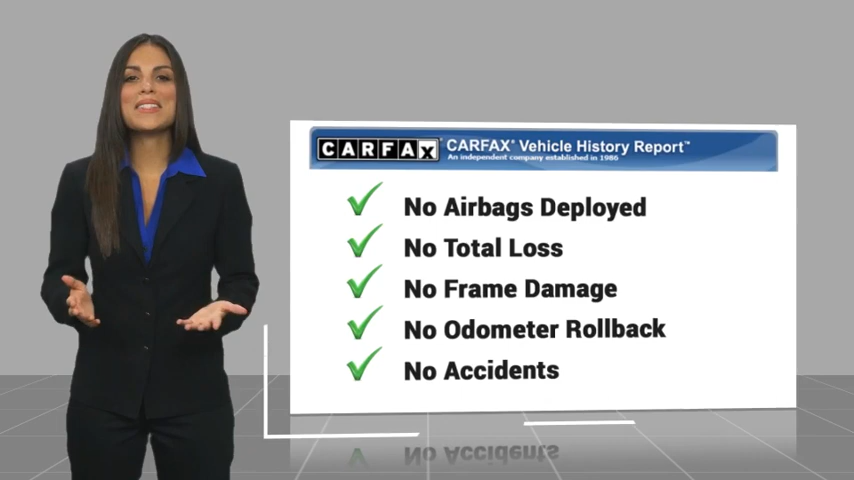 CARFAX CARFAX® Vehicle History Report™
An independent company established in 1986
No Airbags Deployed
No Total Loss
No Frame Damage
No Odometer Rollback
No Accidents
No Accidents